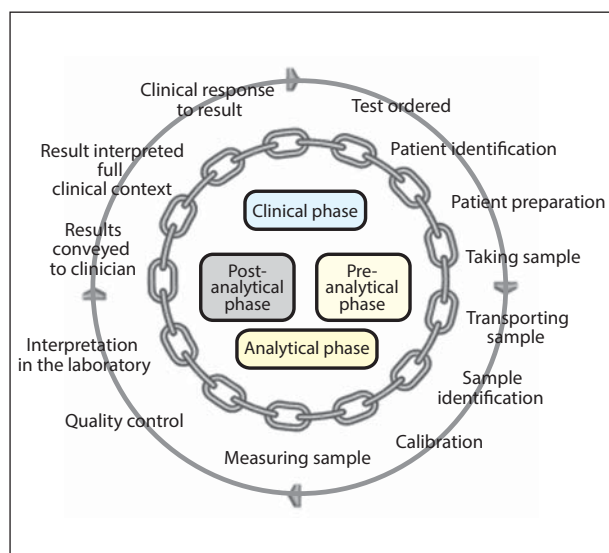 Clinical response
to result
Test ordered
Patient identification
Patient preparation
Taking sample
Transporting
sample
Sample
identification
Calibration
Measuring sample
Quality control
Interpretation
in the laboratory
Results
conveyed
to clinician
Result interpreted
full
clinical context
Clinical phase
Post-
analytical
phase
Pre-
analytical
phase
Analytical phase